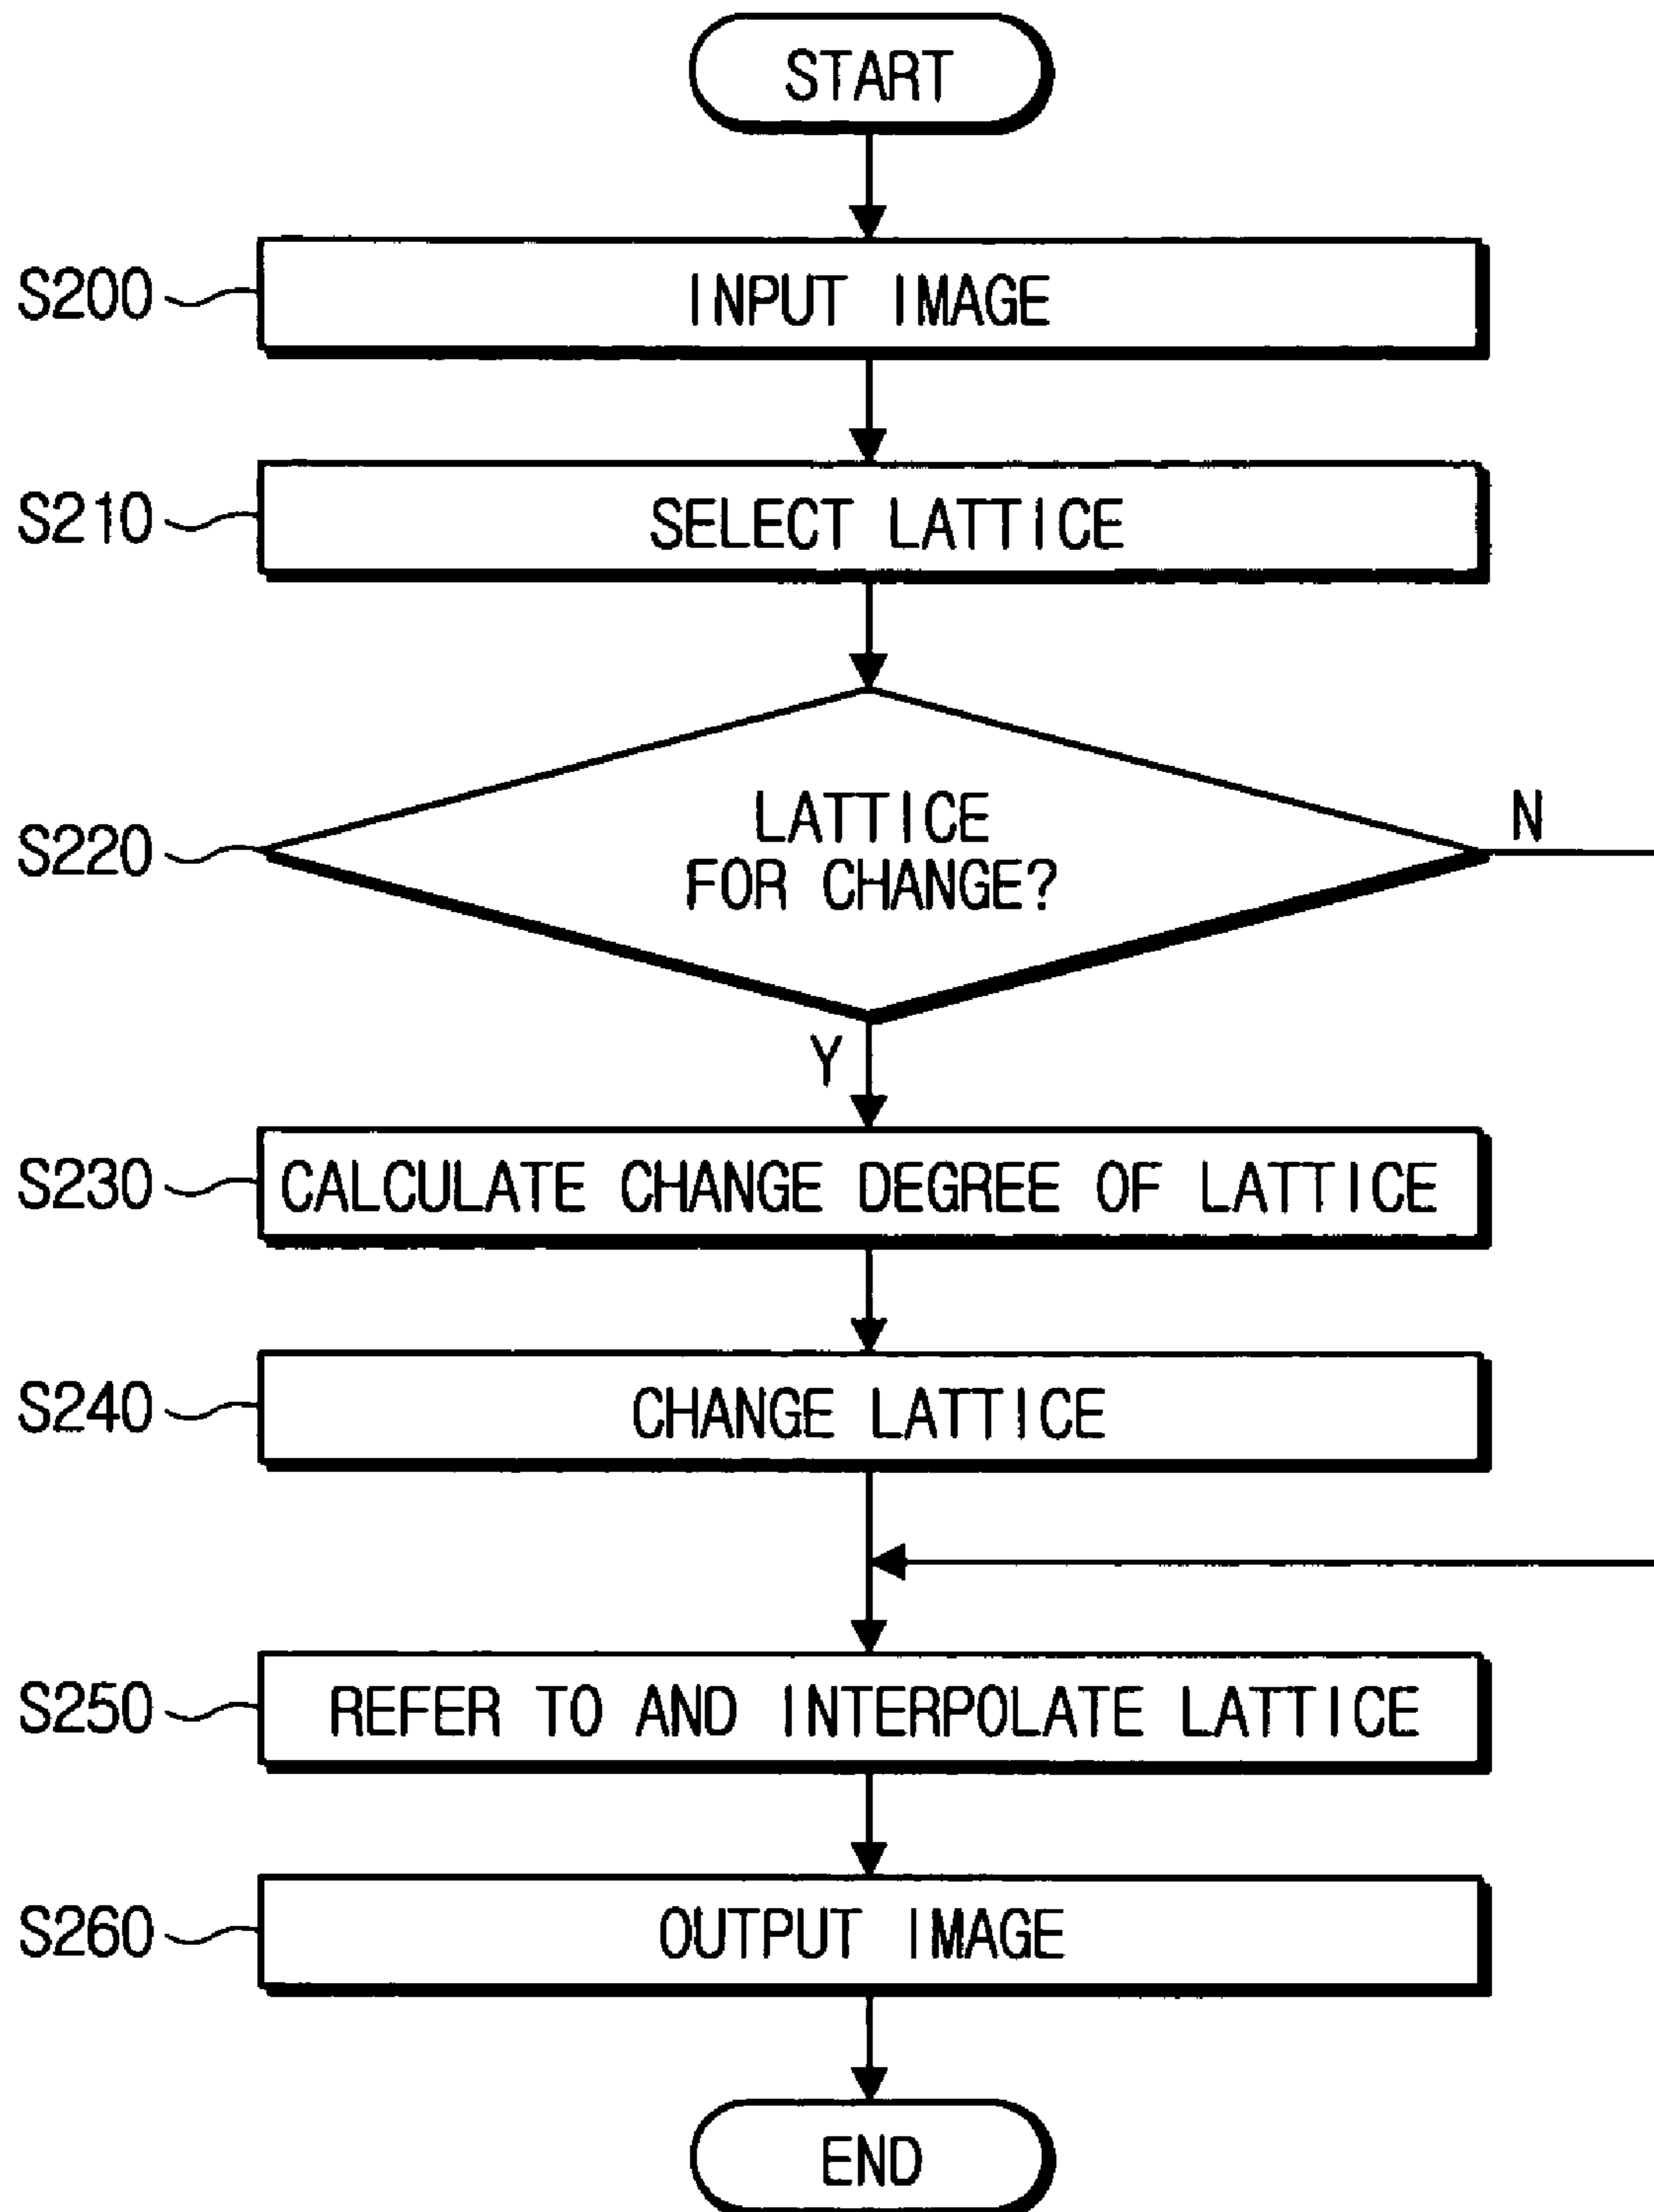 START
S200
INPUT IMAGE
S210
SELECT LATTICE
S220
LATTICE
FOR CHANGE?
N
Y
S230
CALCULATE CHANGE DEGREE OF LATTICE
S240
CHANGE LATTICE
S250
REFER TO AND INTERPOLATE LATTICE
S260
OUTPUT IMAGE
END